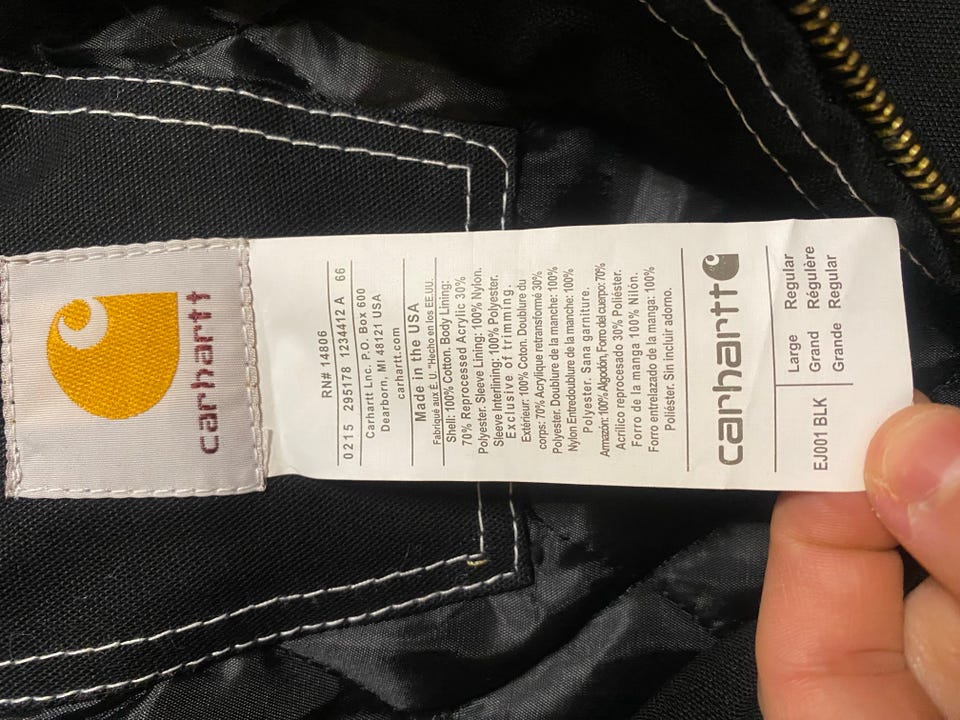 carhartt
RN# 14806
0215 295178 1234412 A 66
Carhartt Lnc. P.O. Box 600
Dearborn, MI 48121 USA
carhartt.com
Made in the USA
Fabriqué aux É.U. "Hecho en los EE.UU.
Shell: 100% Cotton. Body Lining:
70% Reprocessed Acrylic 30%
Polyester. Sleeve Lining: 100% Nylon.
Sleeve Interlining: 100% Polyester.
Exclusive of trimming.
Extérieur: 100% Coton. Doublure du
corps: 70% Acrylique retransformé 30%
Polyester. Doublure de la manche: 100%
Nylon Entredoublure de la manche: 100%
Polyester. Sana garniture.
Armazón: 100% Algodón, Forro del cuerpo: 70%
Acrílico reprocesado 30% Poliéster.
Forro de la manga 100% Nilón.
Forro entrelazado de la manga: 100%
Poliéster. Sin incluir adorno.
carhartt
Large Regular
Grand Régulère
Grande Regular
EJ001 BLK